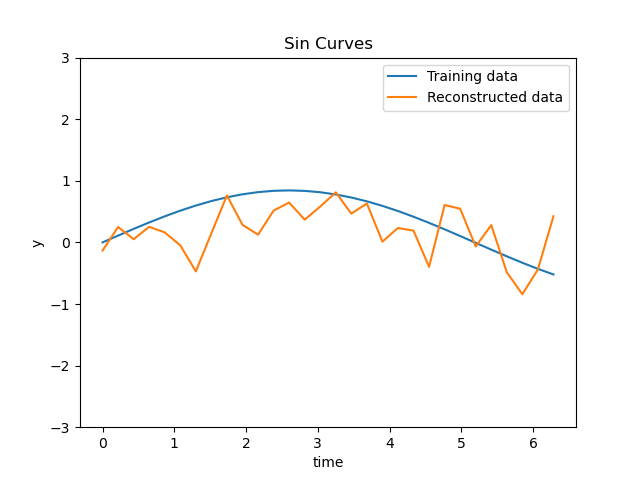 Sin Curves
Training data
Reconstructed data
3
2
1
0
−1
−2
−3
y
0 1 2 3 4 5 6
time